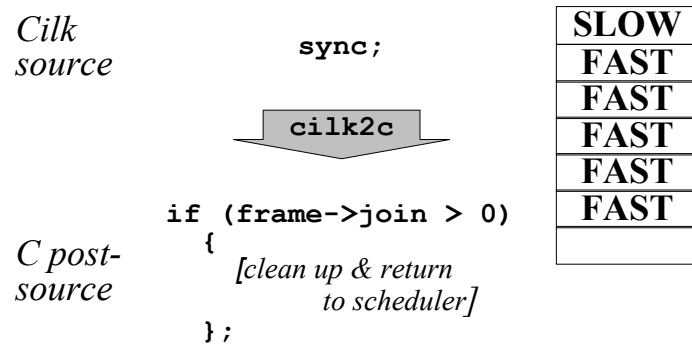 Cilk
source
sync;
cilk2c
C post-
source
if (frame->join > 0)
{
[clean up & return
to scheduler]
};
SLOW
FAST
FAST
FAST
FAST
FAST